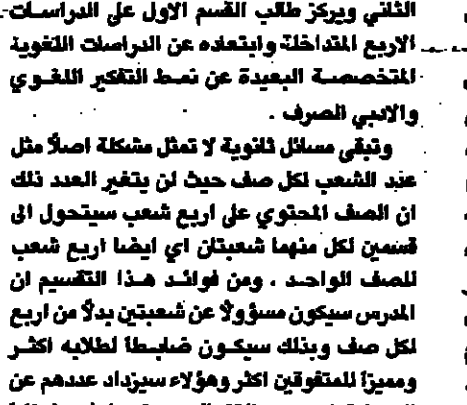 الثاني ويركز طالب القسم الاول على الدراسات
الاربع المتداخلة وابتعاده عن الدراسات اللغوية
المتخصصة البعيدة عن نمط التفكير اللغوي
والادبي الصرف .
وتبقى مسائل ثانوية لا تمثل مشكلة اصلاً مثل
عدد الشعب لكل صف حيث لن يتغير العدد ذلك
ان الصف المحتوي على اربع شعب سيتحول الى
قسمين لكل منهما شعبتان اي ايضا اربع شعب
للصف الواحد . ومن فوائد هذا التقسيم ان
المدرس سيكون مسؤولاً عن شعبتين بدلاً من اربع
لكل صف وبذلك سيكون ضابطاً لطلابه اكثر
ومميزاً للمتفوقين اكثر وهؤلاء سيزداد عددهم عن